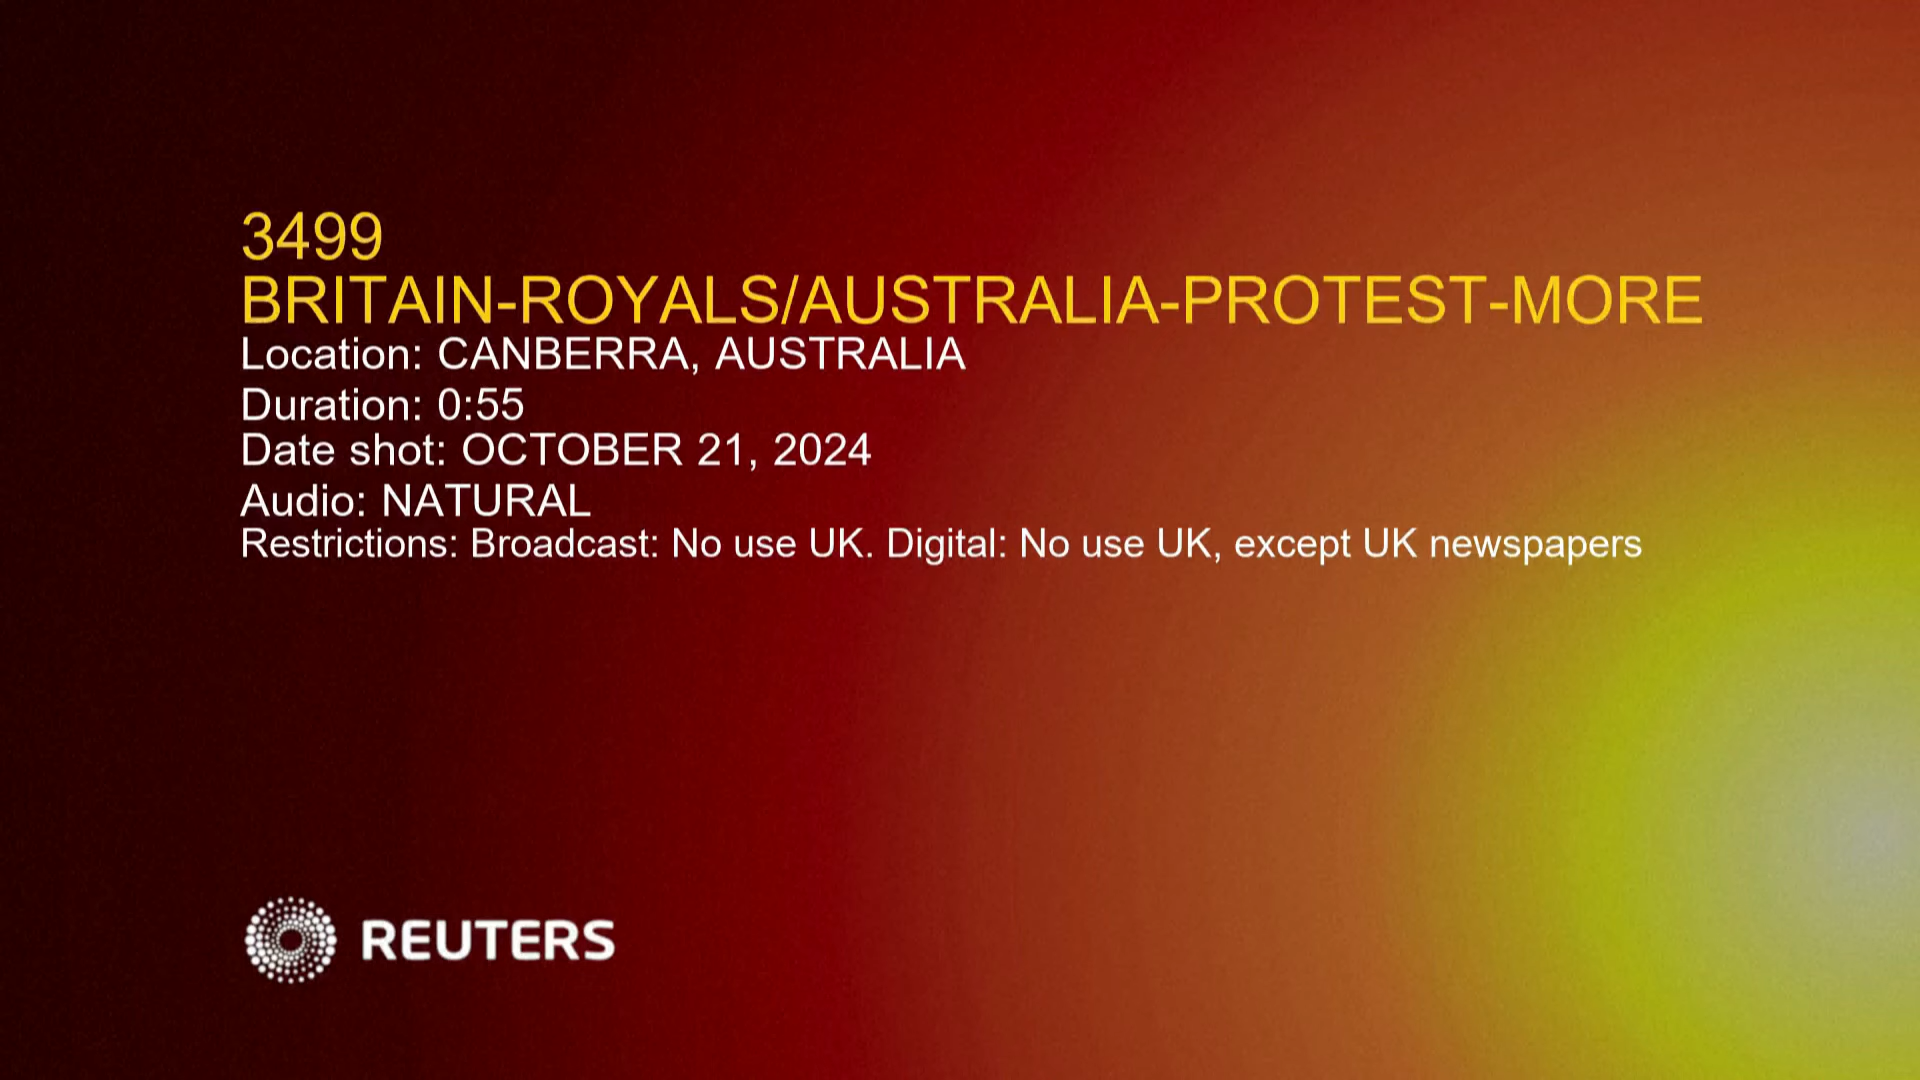 3499
BRITAIN-ROYALS/AUSTRALIA-PROTEST-MORE
Location: CANBERRA, AUSTRALIA
Duration: 0:55
Date shot: OCTOBER 21, 2024
Audio: NATURAL
Restrictions: Broadcast: No use UK. Digital: No use UK, except UK newspapers
REUTERS